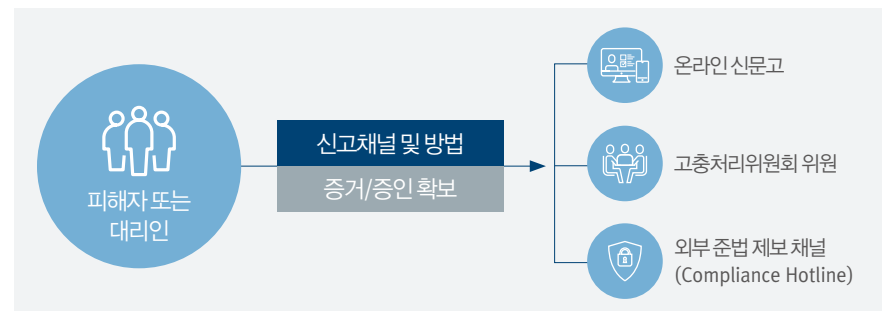 피해자 또는
대리인
신고채널 및 방법
증거/증인 확보
온라인 신문고
고충처리위원회 위원
외부 준법 제보 채널
(Compliance Hotline)